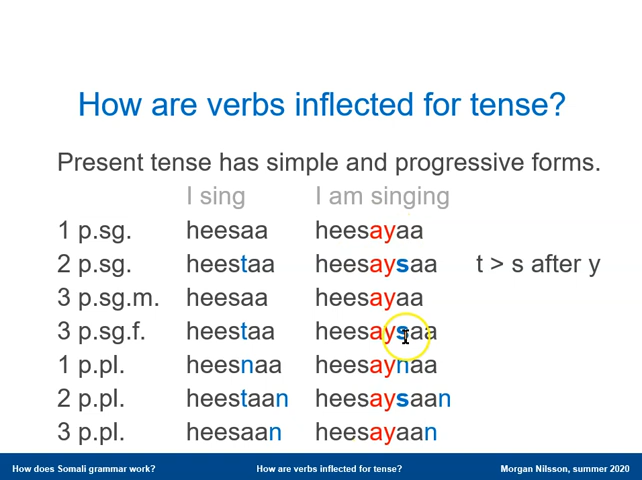 How are verbs inflected for tense?
Present tense has simple and progressive forms.
I sing I am singing
1 p.sg. heesaa heesayaa
2 p.sg. heestaa heesaysaa t > s after y
3 p.sg.m. heesaa heesayaa
3 p.sg.f. heestaa heesaysaa
1 p.pl. heesnaa heesaynaa
2 p.pl. heestaan heesaysaan
3 p.pl. heesaan heesayaan
How does Somali grammar work? How are verbs inflected for tense? Morgan Nilsson, summer 2020